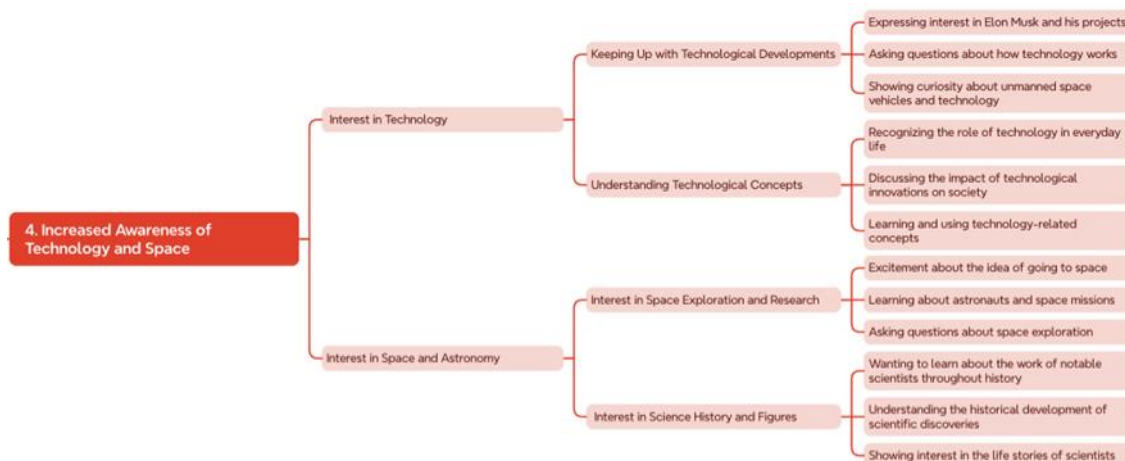 4. Increased Awareness of
Technology and Space
Interest in Technology
Keeping Up with Technological Developments
Expressing interest in Elon Musk and his projects
Asking questions about how technology works
Showing curiosity about unmanned space
vehicles and technology
Understanding Technological Concepts
Recognizing the role of technology in everyday
life
Discussing the impact of technological
innovations on society
Learning and using technology-related
concepts
Interest in Space and Astronomy
Interest in Space Exploration and Research
Excitement about the idea of going to space
Learning about astronauts and space missions
Asking questions about space exploration
Interest in Science History and Figures
Wanting to learn about the work of notable
scientists throughout history
Understanding the historical development of
scientific discoveries
Showing interest in the life stories of scientists